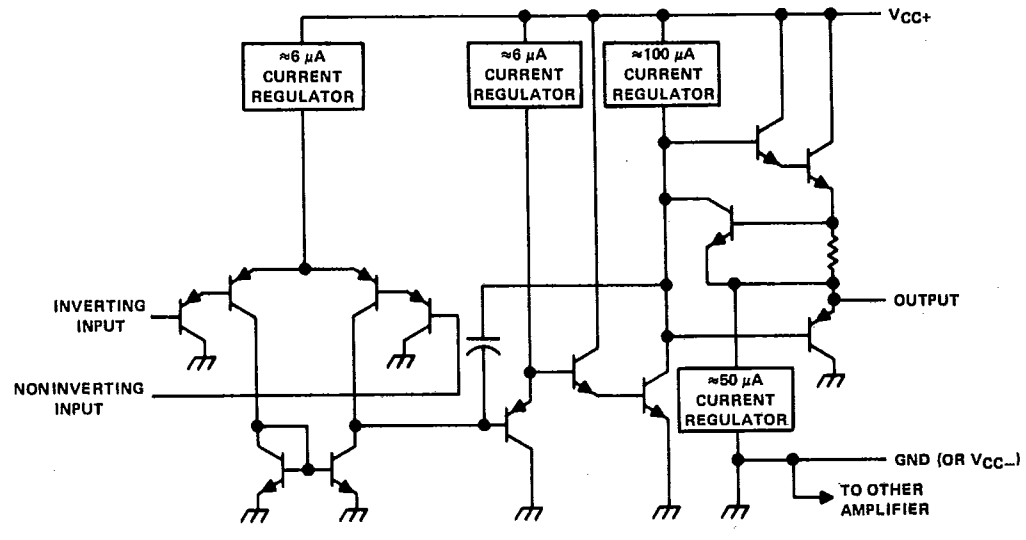 VCC+
≈6 μA
CURRENT
REGULATOR
≈6 μA
CURRENT
REGULATOR
≈100 μA
CURRENT
REGULATOR
INVERTING
INPUT
OUTPUT
NONINVERTING
INPUT
≈50 μA
CURRENT
REGULATOR
GND (OR VCC–)
TO OTHER
AMPLIFIER